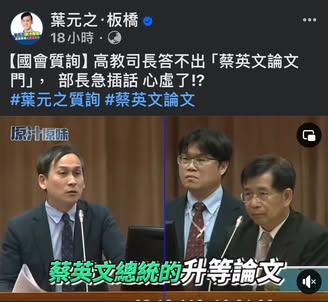 葉元之·板橋
18小時·
【國會質詢】高教司長答不出「蔡英文論文
門」， 部長急插話 心虛了!?
#葉元之質詢 #蔡英文論文
原汁原味
蔡英文總統的升等論文